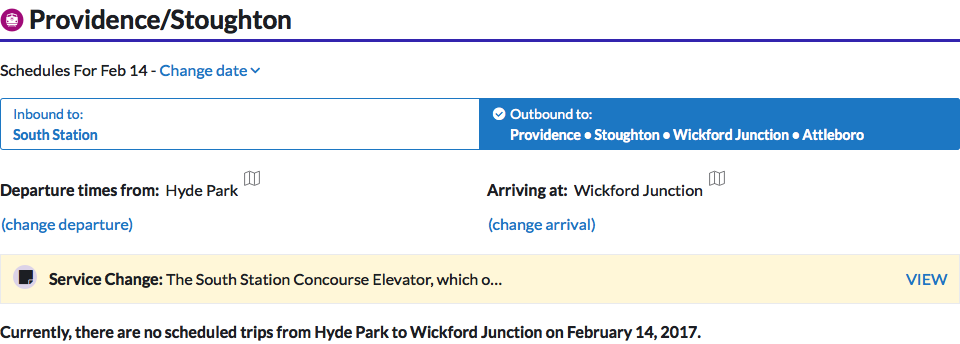 Providence/Stoughton
Schedules For Feb 14 - Change date
Inbound to:
South Station
Outbound to:
Providence • Stoughton • Wickford Junction • Attleboro
Departure times from: Hyde Park
(change departure)
Arriving at: Wickford Junction
(change arrival)
Service Change: The South Station Concourse Elevator, which o... VIEW
Currently, there are no scheduled trips from Hyde Park to Wickford Junction on February 14, 2017.